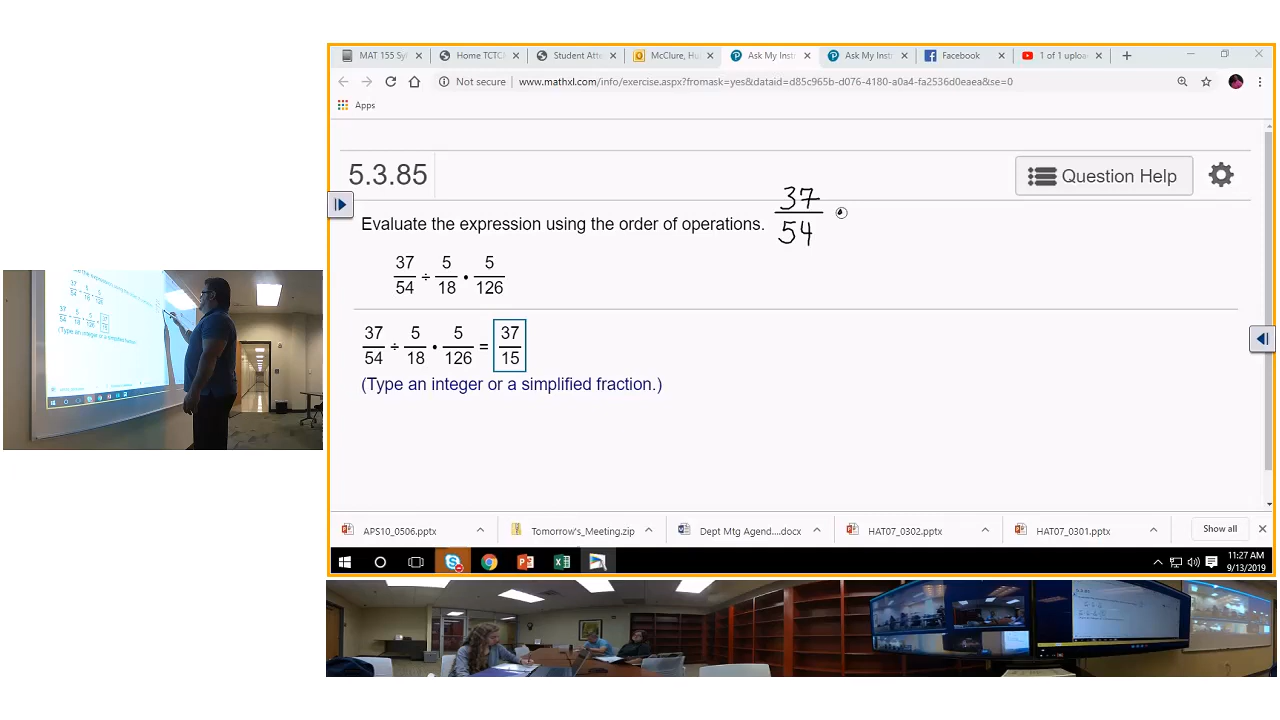 MAT 155 Syl
Home TCTC
Student Atte
McClure, Hu
Ask My Instr
Ask My Instr
Facebook
1 of 1 uploa
Not secure | www.mathxl.com/info/exercise.aspx?fromask=yes&dataid=d85c965b-d076-4180-a0a4-fa2536d0eaea&se=0
Apps
5.3.85
Question Help
Evaluate the expression using the order of operations.
37/54 •
37/54 ÷ 5/18 • 5/126
37/54 ÷ 5/18 • 5/126 = 37/15
(Type an integer or a simplified fraction.)
APS10_0506.pptx
Tomorrow's_Meeting.zip
Dept Mtg Agend....docx
HAT07_0302.pptx
HAT07_0301.pptx
Show all
11:27 AM
9/13/2019